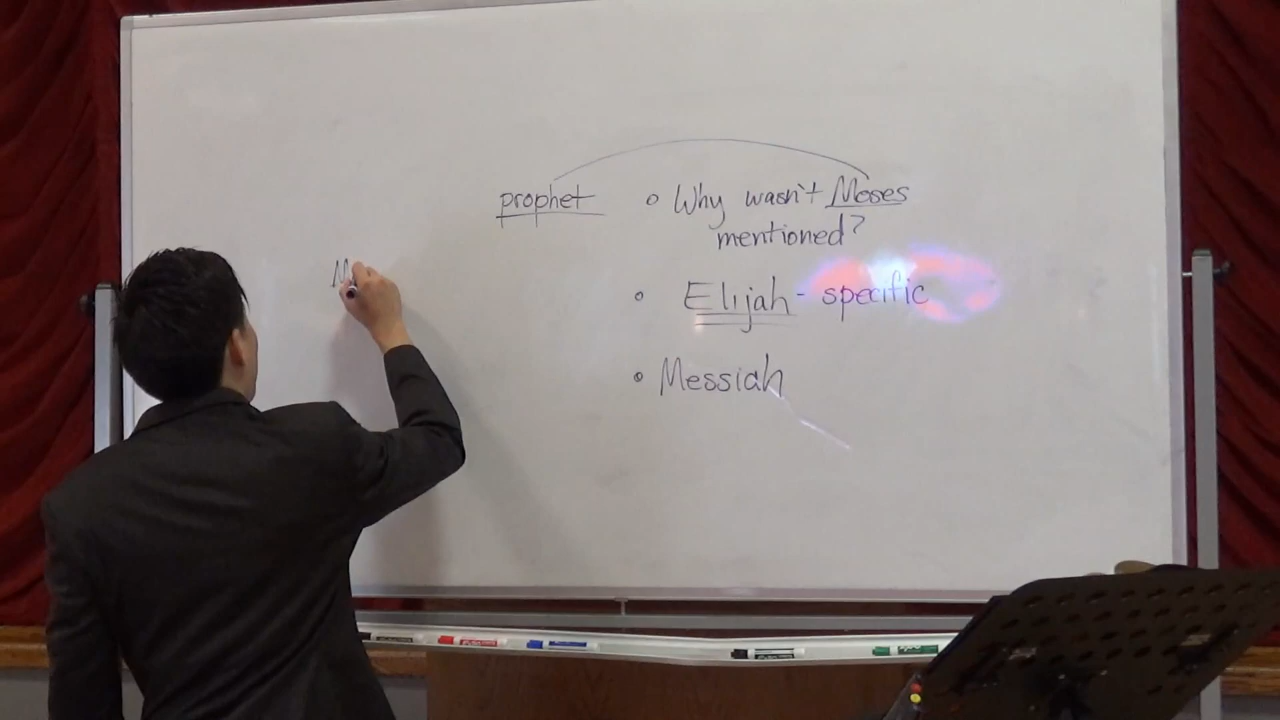 prophet • Why wasn't Moses
mentioned?
• Elijah - specific
• Messiah